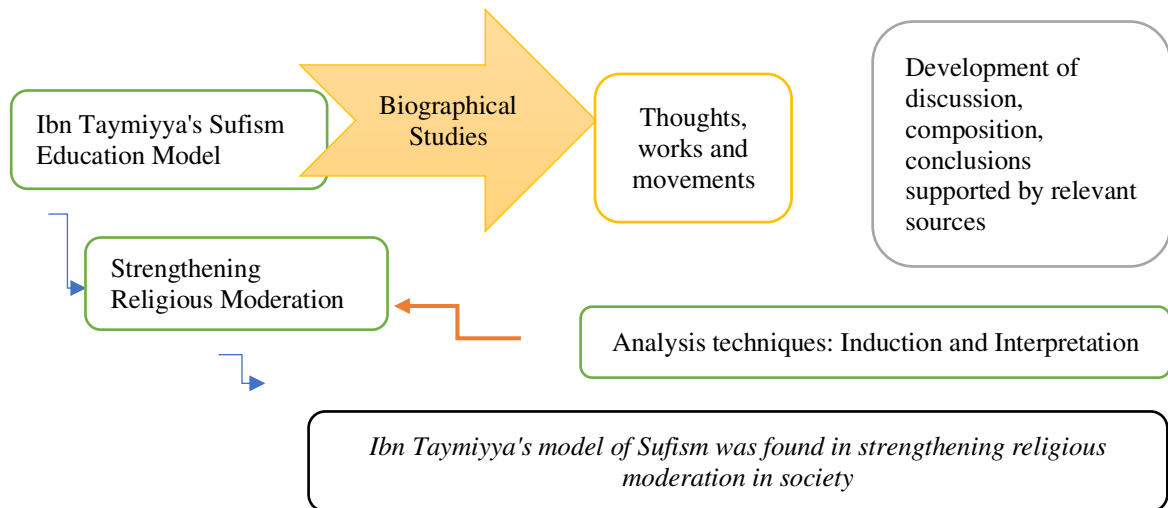 Ibn Taymiyya's Sufism
Education Model
Biographical
Studies
Thoughts,
works and
movements
Development of
discussion,
composition,
conclusions
supported by relevant
sources
Strengthening
Religious Moderation
Analysis techniques: Induction and Interpretation
Ibn Taymiyya's model of Sufism was found in strengthening religious
moderation in society